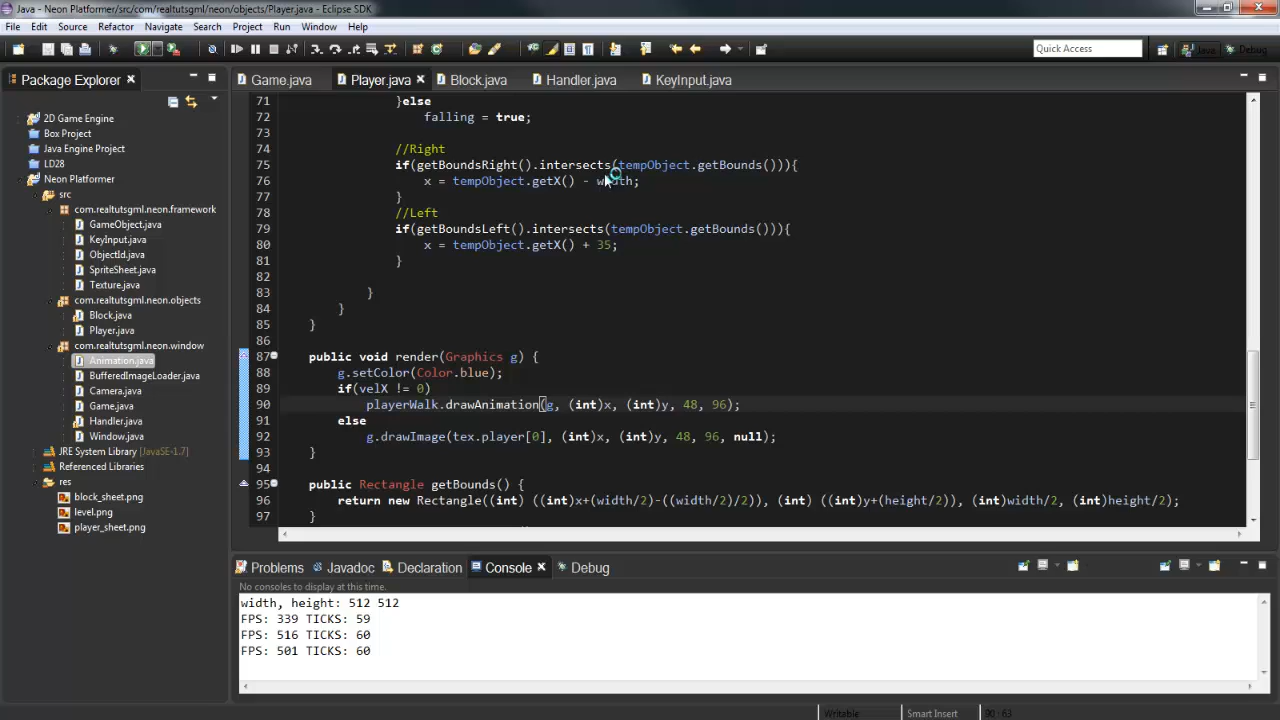 Java - Neon Platformer/src/com/realtutsgml/neon/objects/Player.java - Eclipse SDK
File Edit Source Refactor Navigate Search Project Run Window Help
Quick Access
Java
Debug
Package Explorer
2D Game Engine
Box Project
Java Engine Project
LD28
Neon Platformer
src
com.realtutsgml.neon.framework
GameObject.java
KeyInput.java
ObjectId.java
SpriteSheet.java
Texture.java
com.realtutsgml.neon.objects
Block.java
Player.java
com.realtutsgml.neon.window
Animation.java
BufferedImageLoader.java
Camera.java
Game.java
Handler.java
Window.java
JRE System Library [JavaSE-1.7]
Referenced Libraries
res
block_sheet.png
level.png
player_sheet.png
Game.java Player.java Block.java Handler.java KeyInput.java
71 }else
72 falling = true;
73
74 //Right
75 if(getBoundsRight().intersects(tempObject.getBounds())){
76 x = tempObject.getX() - width;
77 }
78 //Left
79 if(getBoundsLeft().intersects(tempObject.getBounds())){
80 x = tempObject.getX() + 35;
81 }
82
83 }
84 }
85 }
86
87 public void render(Graphics g) {
88 g.setColor(Color.blue);
89 if(velX != 0)
90 playerWalk.drawAnimation(g, (int)x, (int)y, 48, 96);
91 else
92 g.drawImage(tex.player[0], (int)x, (int)y, 48, 96, null);
93 }
94
95 public Rectangle getBounds() {
96 return new Rectangle((int) ((int)x+(width/2)-((width/2)/2)), (int) ((int)y+(height/2)), (int)width/2, (int)height/2);
97 }
Problems Javadoc Declaration Console Debug
No consoles to display at this time.
width, height: 512 512
FPS: 339 TICKS: 59
FPS: 516 TICKS: 60
FPS: 501 TICKS: 60
Writable Smart Insert 90 : 63